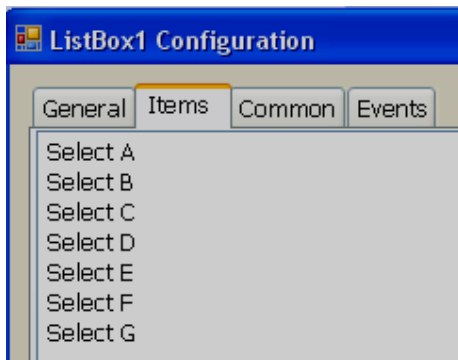 ListBox1 Configuration
General Items Common Events
Select A
Select B
Select C
Select D
Select E
Select F
Select G